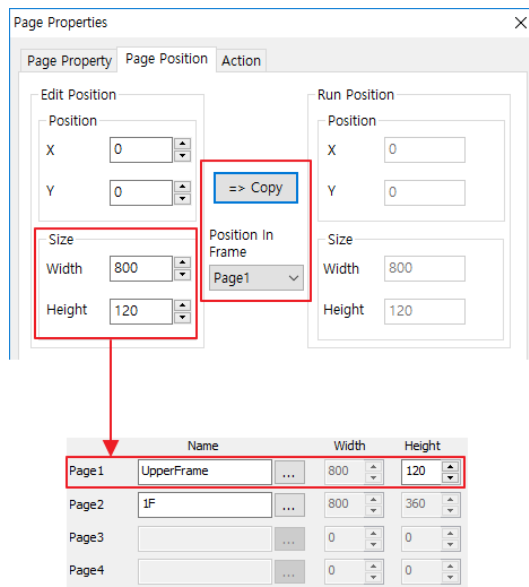 Page Properties
Page Property Page Position Action
Edit Position
Position
X 0
Y 0
Size
Width 800
Height 120
=> Copy
Position In
Frame
Page1
Run Position
Position
X 0
Y 0
Size
Width 800
Height 120
Name Width Height
Page1 UpperFrame ... 800 120
Page2 1F ... 800 360
Page3 ... 0 0
Page4 ... 0 0